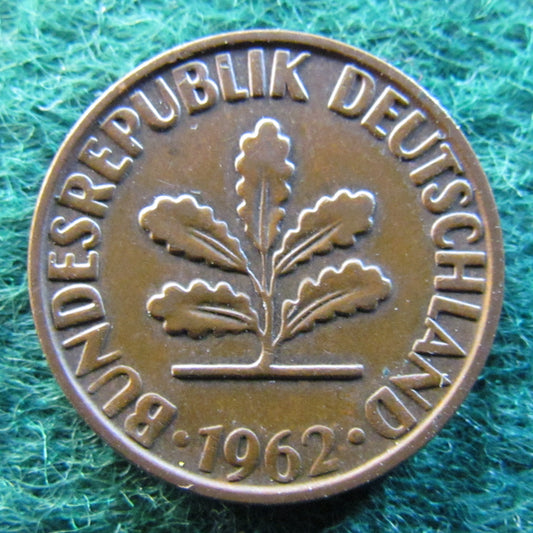 BUNDESREPUBLIK DEUTSCHLAND
· 1962 ·